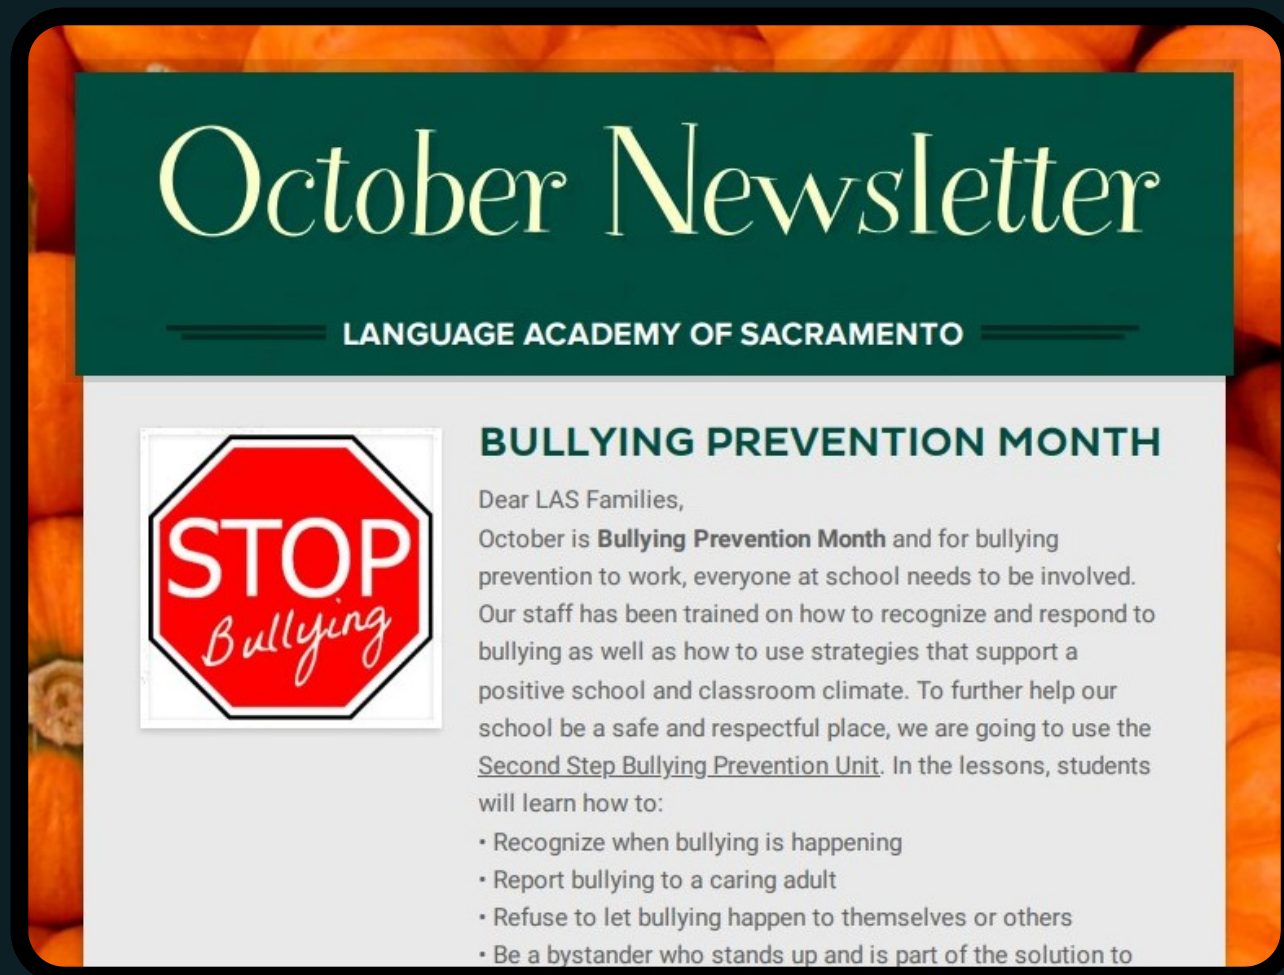 October Newsletter
LANGUAGE ACADEMY OF SACRAMENTO
STOP
Bullying
BULLYING PREVENTION MONTH
Dear LAS Families,
October is Bullying Prevention Month and for bullying
prevention to work, everyone at school needs to be involved.
Our staff has been trained on how to recognize and respond to
bullying as well as how to use strategies that support a
positive school and classroom climate. To further help our
school be a safe and respectful place, we are going to use the
Second Step Bullying Prevention Unit. In the lessons, students
will learn how to:
• Recognize when bullying is happening
• Report bullying to a caring adult
• Refuse to let bullying happen to themselves or others
• Be a bystander who stands up and is part of the solution to